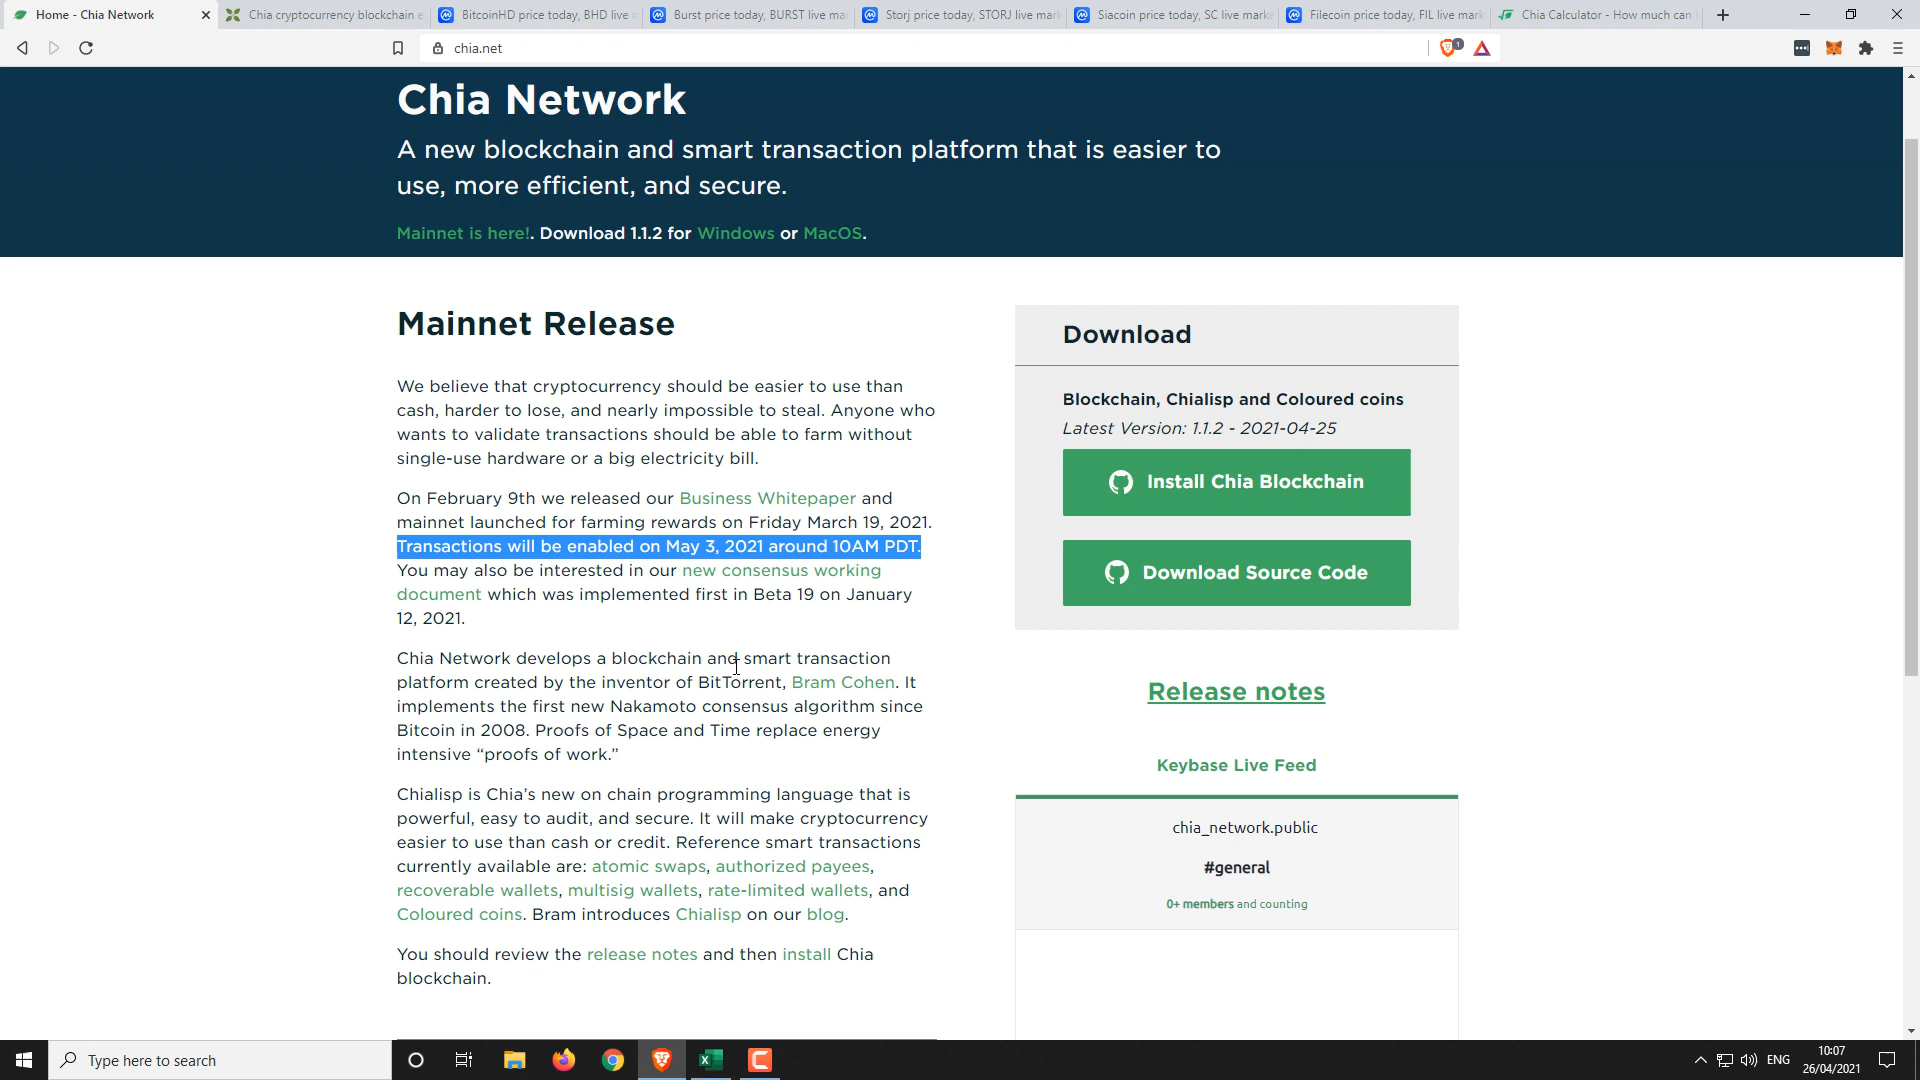 Home - Chia Network
Chia cryptocurrency blockchain e
BitcoinHD price today, BHD live m
Burst price today, BURST live mar
Storj price today, STORJ live mark
Siacoin price today, SC live marke
Filecoin price today, FIL live mark
Chia Calculator - How much can
chia.net
1
Chia Network
A new blockchain and smart transaction platform that is easier to
use, more efficient, and secure.
Mainnet is here!. Download 1.1.2 for Windows or MacOS.
Mainnet Release
We believe that cryptocurrency should be easier to use than
cash, harder to lose, and nearly impossible to steal. Anyone who
wants to validate transactions should be able to farm without
single-use hardware or a big electricity bill.
On February 9th we released our Business Whitepaper and
mainnet launched for farming rewards on Friday March 19, 2021.
Transactions will be enabled on May 3, 2021 around 10AM PDT.
You may also be interested in our new consensus working
document which was implemented first in Beta 19 on January
12, 2021.
Chia Network develops a blockchain and smart transaction
platform created by the inventor of BitTorrent, Bram Cohen. It
implements the first new Nakamoto consensus algorithm since
Bitcoin in 2008. Proofs of Space and Time replace energy
intensive “proofs of work.”
Chialisp is Chia’s new on chain programming language that is
powerful, easy to audit, and secure. It will make cryptocurrency
easier to use than cash or credit. Reference smart transactions
currently available are: atomic swaps, authorized payees,
recoverable wallets, multisig wallets, rate-limited wallets, and
Coloured coins. Bram introduces Chialisp on our blog.
You should review the release notes and then install Chia
blockchain.
Download
Blockchain, Chialisp and Coloured coins
Latest Version: 1.1.2 - 2021-04-25
Install Chia Blockchain
Download Source Code
Release notes
Keybase Live Feed
chia_network.public
#general
0+ members and counting
Type here to search
ENG
10:07
26/04/2021